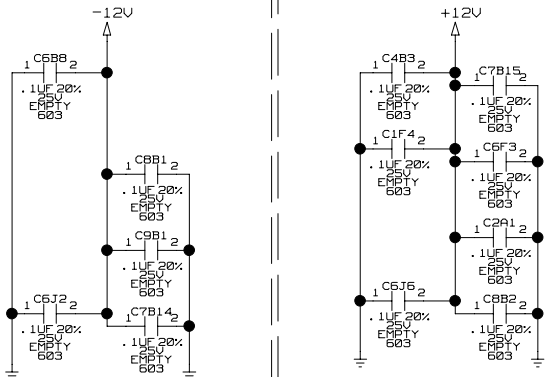 -12V
+12V
C6B8
1 2
.1UF 20%
25V
EMPTY
603
C8B1
1 2
.1UF 20%
25V
EMPTY
603
C9B1
1 2
.1UF 20%
25V
EMPTY
603
C6J2
1 2
.1UF 20%
25V
EMPTY
603
C7B14
1 2
.1UF 20%
25V
EMPTY
603
C4B3
1 2
.1UF 20%
25V
EMPTY
603
C7B15
1 2
.1UF 20%
25V
EMPTY
603
C1F4
1 2
.1UF 20%
25V
EMPTY
603
C6F3
1 2
.1UF 20%
25V
EMPTY
603
C2A1
1 2
.1UF 20%
25V
EMPTY
603
C6J6
1 2
.1UF 20%
25V
EMPTY
603
C8B2
1 2
.1UF 20%
25V
EMPTY
603